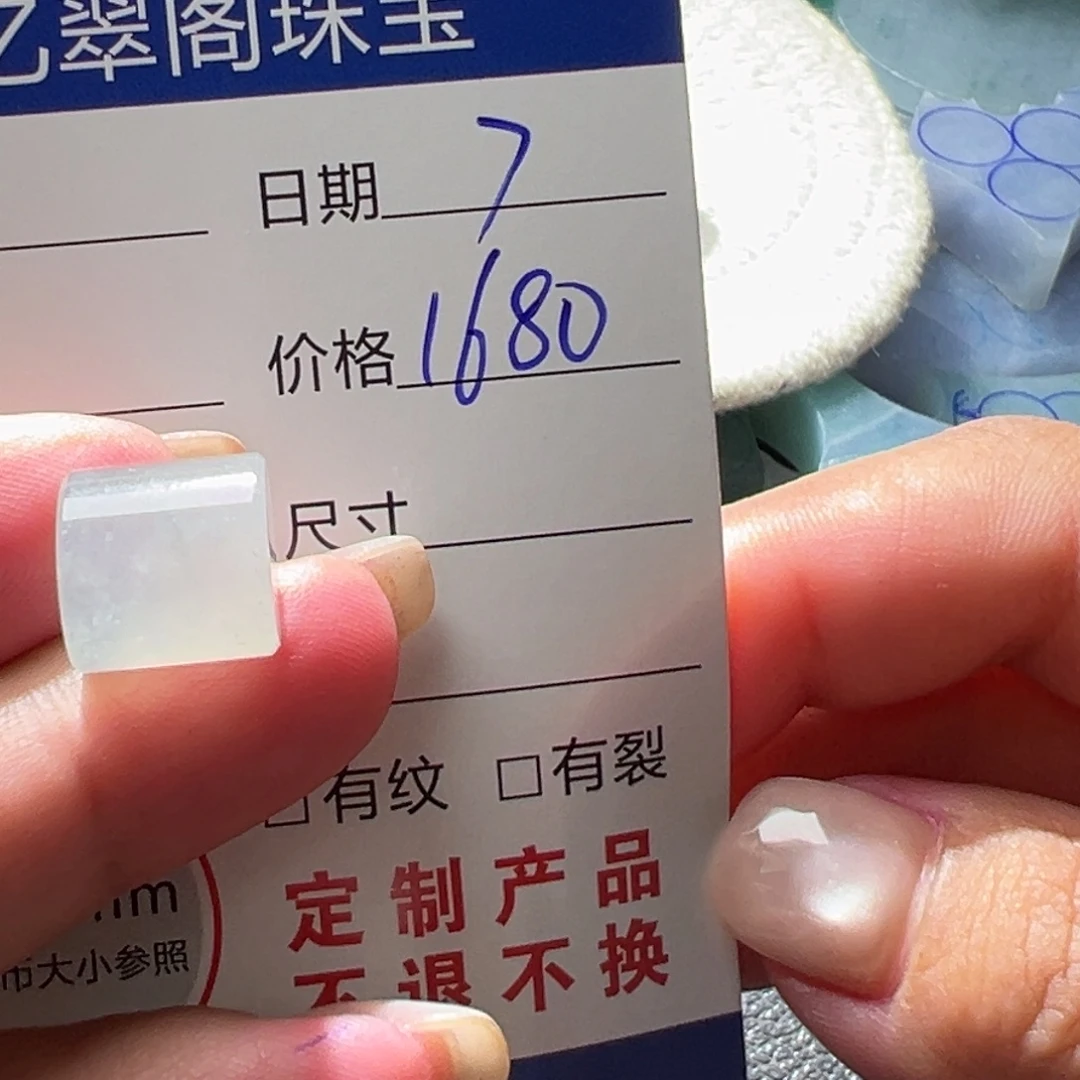 亿翠阁珠宝
日期 7
价格 1680
尺寸
□有纹 □有裂
定制产品
不退不换
大小参照